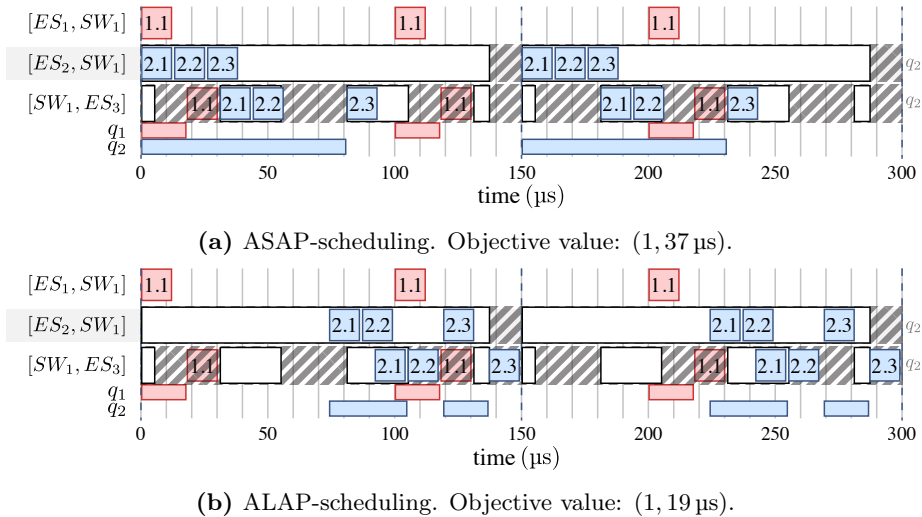 [ES1, SW1] 1.1 1.1 1.1
[ES2, SW1] 2.1 2.2 2.3 2.1 2.2 2.3 q2
[SW1, ES3] 1.1 2.1 2.2 2.3 1.1 2.1 2.2 1.1 2.3 q2
q1
q2
0 50 100 150 200 250 300
time (µs)
(a) ASAP-scheduling. Objective value: (1, 37 µs).
[ES1, SW1] 1.1 1.1 1.1
[ES2, SW1] 2.1 2.2 2.3 2.1 2.2 2.3 q2
[SW1, ES3] 1.1 2.1 2.2 1.1 2.3 1.1 2.1 2.2 2.3 q2
q1
q2
0 50 100 150 200 250 300
time (µs)
(b) ALAP-scheduling. Objective value: (1, 19 µs).